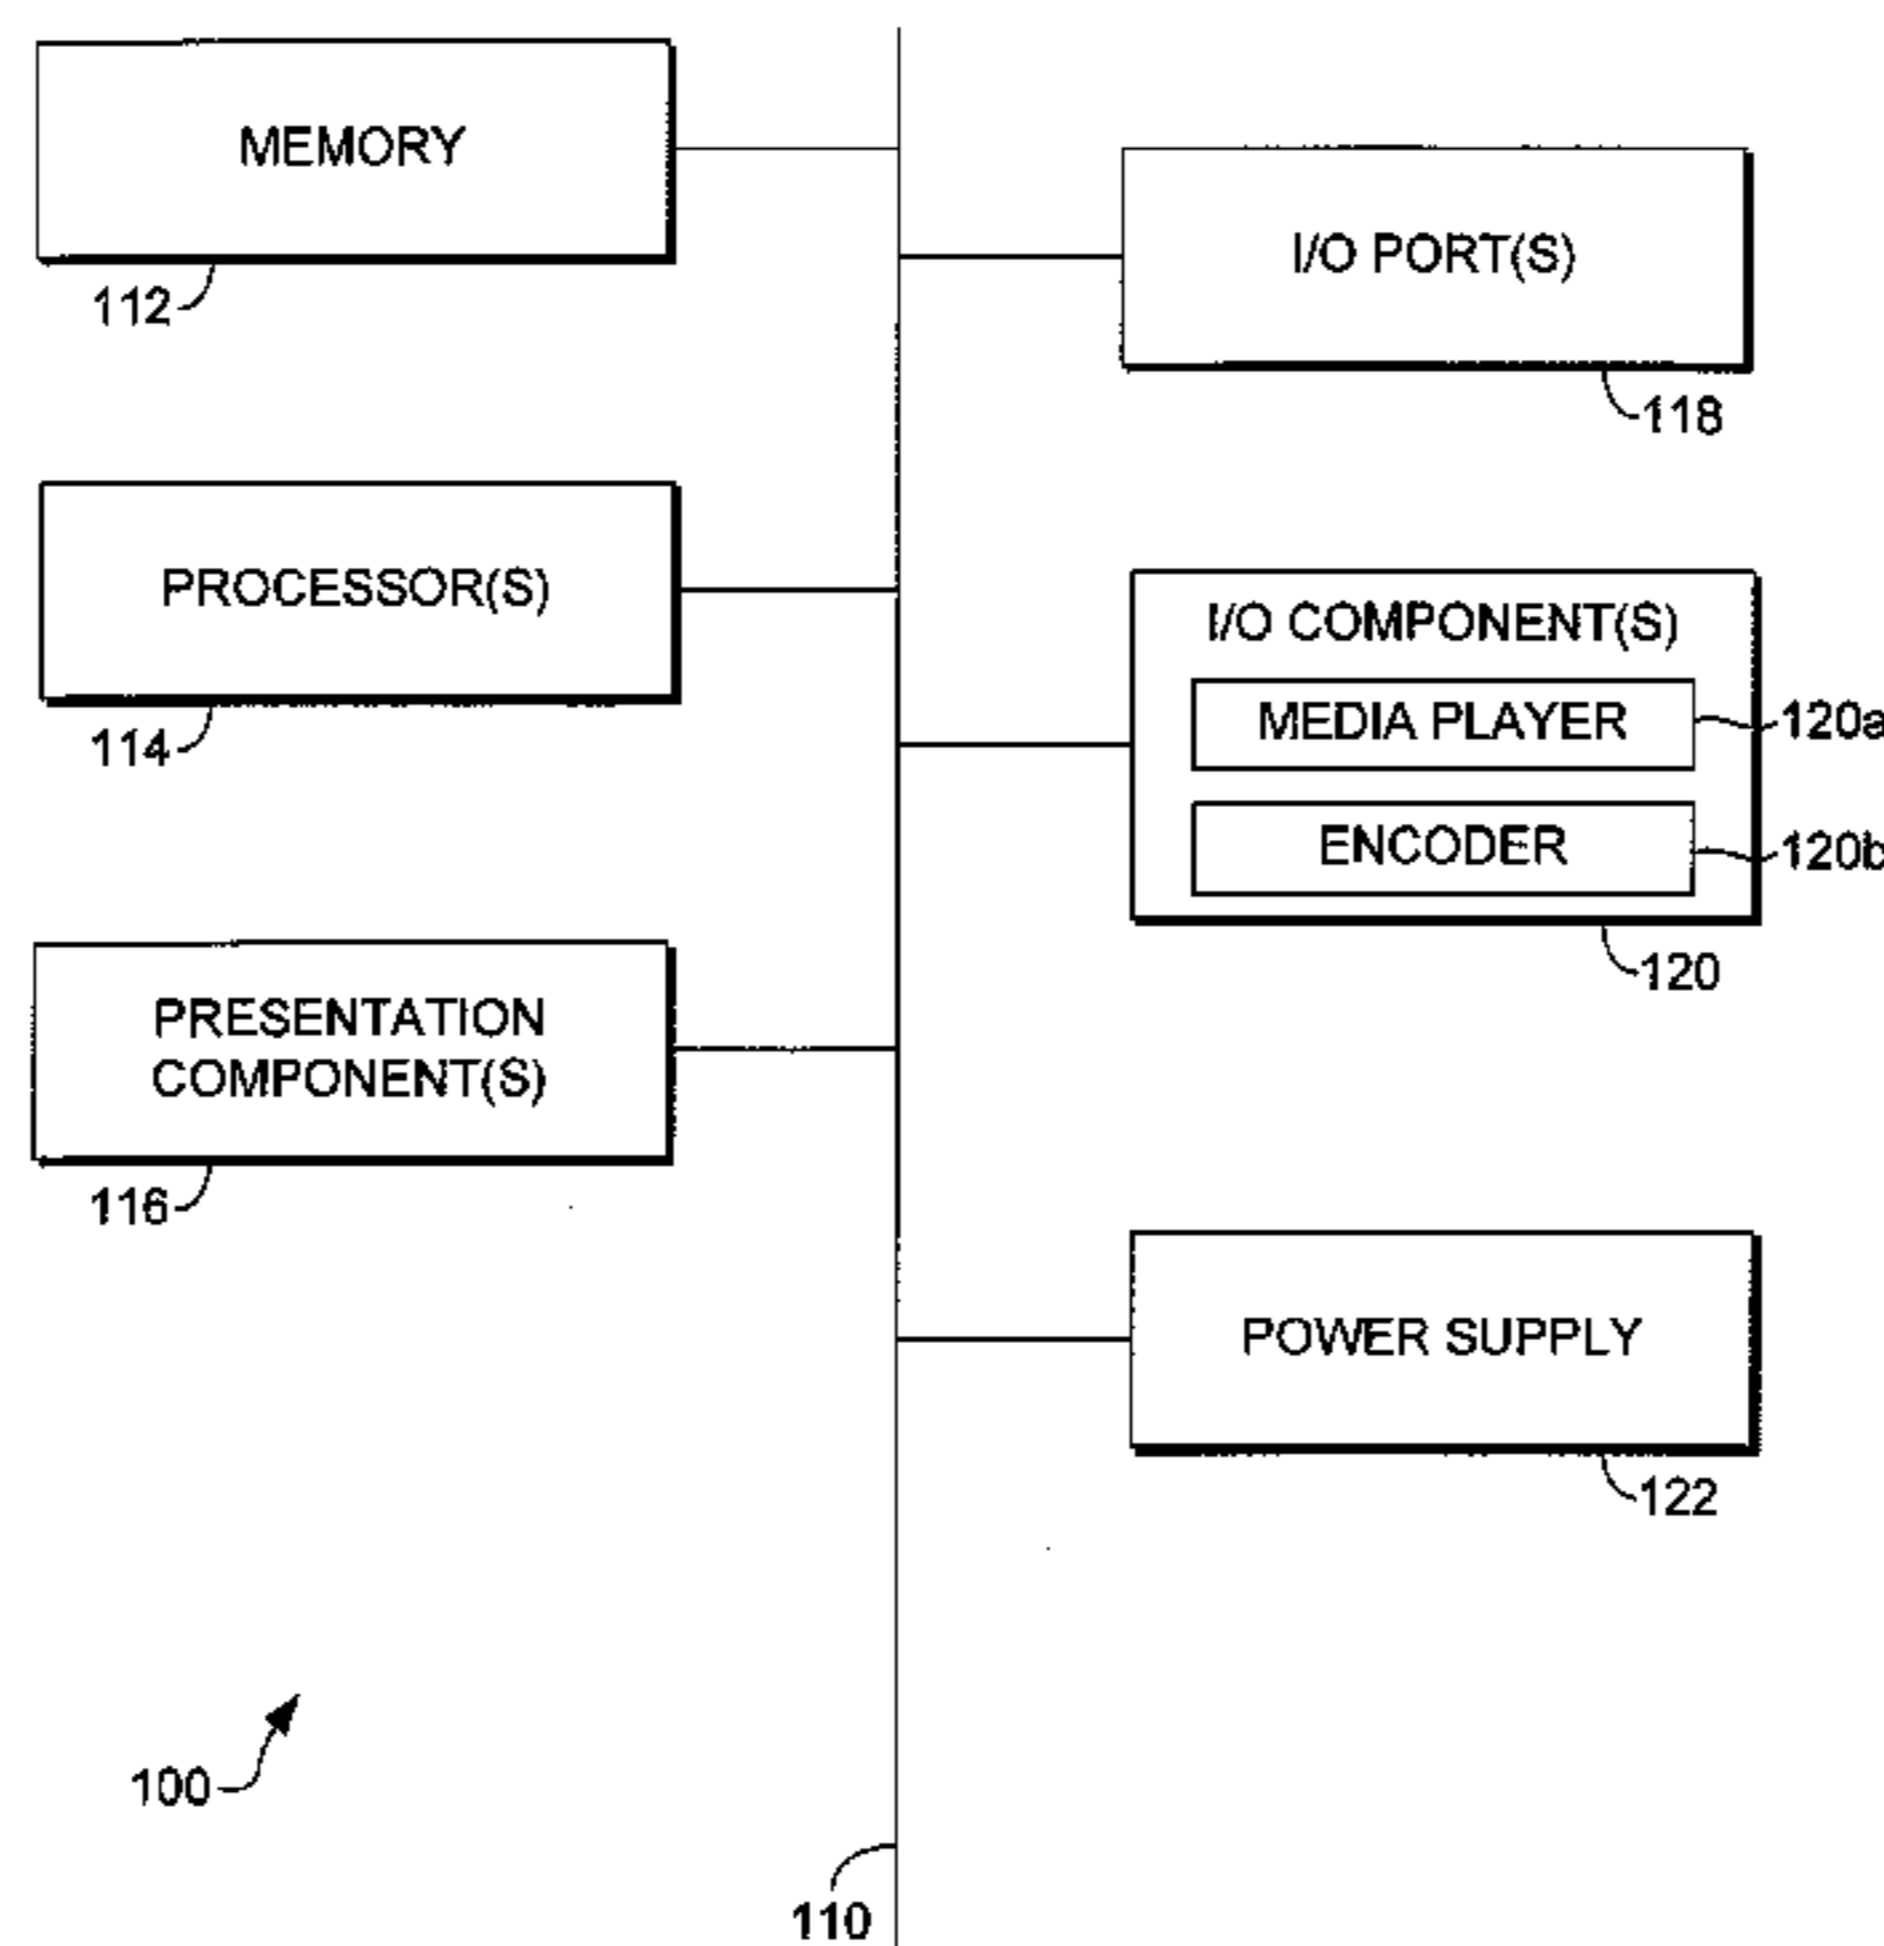 MEMORY
112
PROCESSOR(S)
114
PRESENTATION
COMPONENT(S)
116
I/O PORT(S)
118
I/O COMPONENT(S)
MEDIA PLAYER
120a
ENCODER
120b
120
POWER SUPPLY
122
100
110